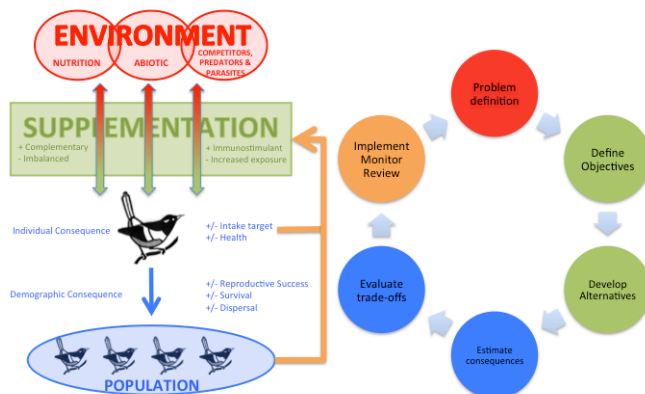 ENVIRONMENT
NUTRITION
ABIOTIC
COMPETITORS,
PREDATORS &
PARASITES
SUPPLEMENTATION
+ Complementary
- Imbalanced
+ Immunostimulant
- Increased exposure
Individual Consequence
+/- Intake target
+/- Health
Demographic Consequence
+/- Reproductive Success
+/- Survival
+/- Dispersal
POPULATION
Problem
definition
Define
Objectives
Develop
Alternatives
Estimate
consequences
Evaluate
trade-offs
Implement
Monitor
Review